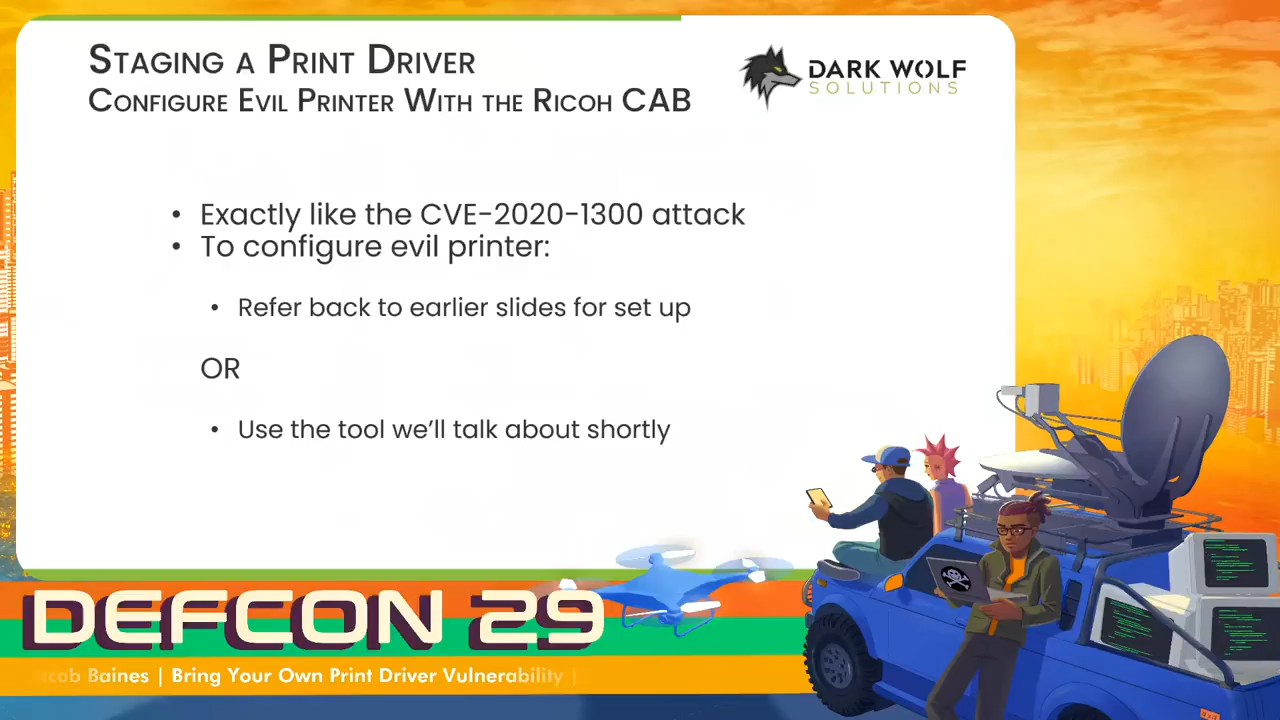 STAGING A PRINT DRIVER
CONFIGURE EVIL PRINTER WITH THE RICOH CAB
DARK WOLF
SOLUTIONS
• Exactly like the CVE-2020-1300 attack
• To configure evil printer:
• Refer back to earlier slides for set up
OR
• Use the tool we’ll talk about shortly
DEFCON 29
acob Baines | Bring Your Own Print Driver Vulnerability |